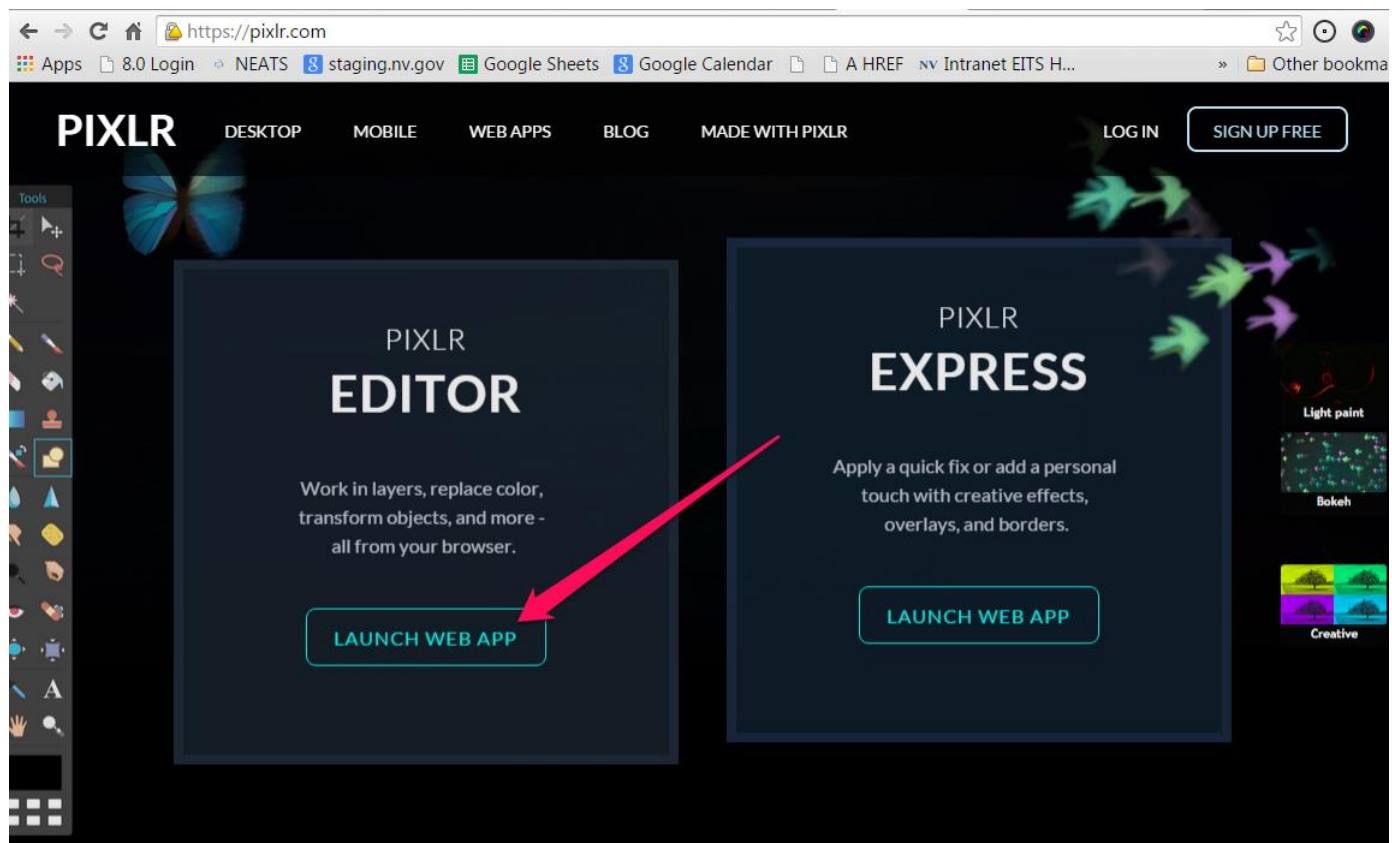 https://pixlr.com
Apps 8.0 Login NEATS staging.nv.gov Google Sheets Google Calendar A HREF NV Intranet EITS H... » Other bookma
PIXLR DESKTOP MOBILE WEB APPS BLOG MADE WITH PIXLR LOG IN SIGN UP FREE
Tools
PIXLR
EDITOR
Work in layers, replace color,
transform objects, and more -
all from your browser.
LAUNCH WEB APP
PIXLR
EXPRESS
Apply a quick fix or add a personal
touch with creative effects,
overlays, and borders.
LAUNCH WEB APP
Light paint
Bokeh
Creative
A